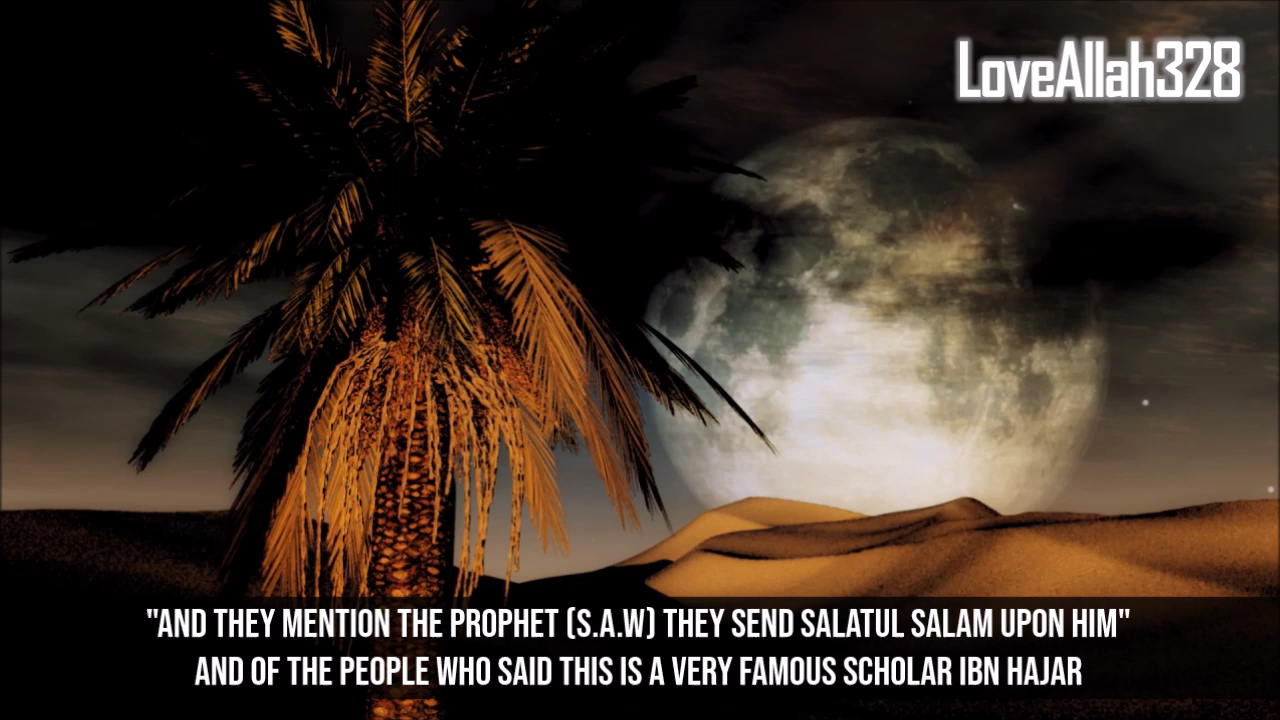 LoveAllah328
"AND THEY MENTION THE PROPHET (S.A.W) THEY SEND SALATUL SALAM UPON HIM"
AND OF THE PEOPLE WHO SAID THIS IS A VERY FAMOUS SCHOLAR IBN HAJAR